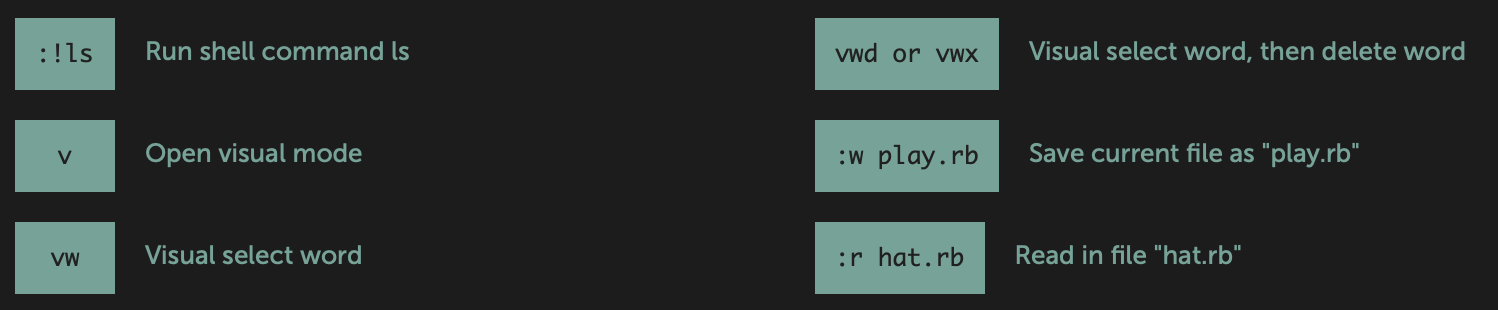 :!ls Run shell command ls
v Open visual mode
vw Visual select word
vwd or vwx Visual select word, then delete word
:w play.rb Save current file as "play.rb"
:r hat.rb Read in file "hat.rb"